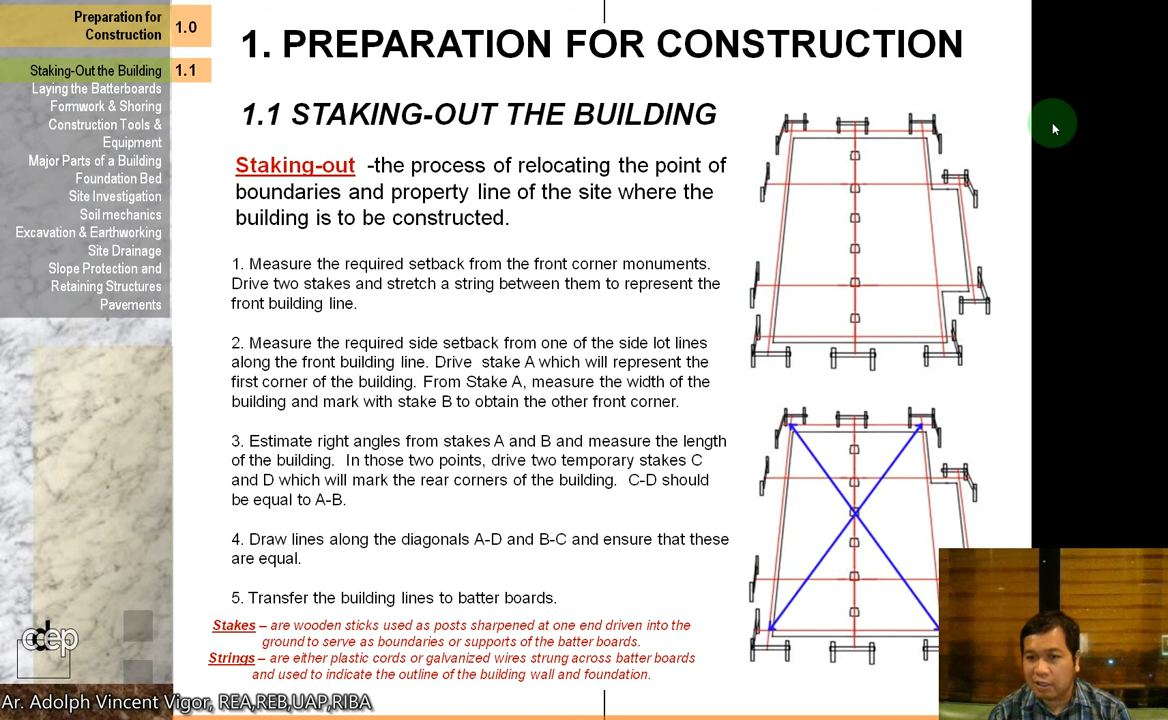 Preparation for
Construction
1.0
Staking-Out the Building
1.1
Laying the Batterboards
Formwork & Shoring
Construction Tools &
Equipment
Major Parts of a Building
Foundation Bed
Site Investigation
Soil mechanics
Excavation & Earthworking
Site Drainage
Slope Protection and
Retaining Structures
Pavements
1. PREPARATION FOR CONSTRUCTION
1.1 STAKING-OUT THE BUILDING
Staking-out -the process of relocating the point of
boundaries and property line of the site where the
building is to be constructed.
1. Measure the required setback from the front corner monuments.
Drive two stakes and stretch a string between them to represent the
front building line.
2. Measure the required side setback from one of the side lot lines
along the front building line. Drive stake A which will represent the
first corner of the building. From Stake A, measure the width of the
building and mark with stake B to obtain the other front corner.
3. Estimate right angles from stakes A and B and measure the length
of the building. In those two points, drive two temporary stakes C
and D which will mark the rear corners of the building. C-D should
be equal to A-B.
4. Draw lines along the diagonals A-D and B-C and ensure that these
are equal.
5. Transfer the building lines to batter boards.
Stakes – are wooden sticks used as posts sharpened at one end driven into the
ground to serve as boundaries or supports of the batter boards.
Strings – are either plastic cords or galvanized wires strung across batter boards
and used to indicate the outline of the building wall and foundation.
cdep
Ar. Adolph Vincent Vigor, REA,REB,UAP,RIBA